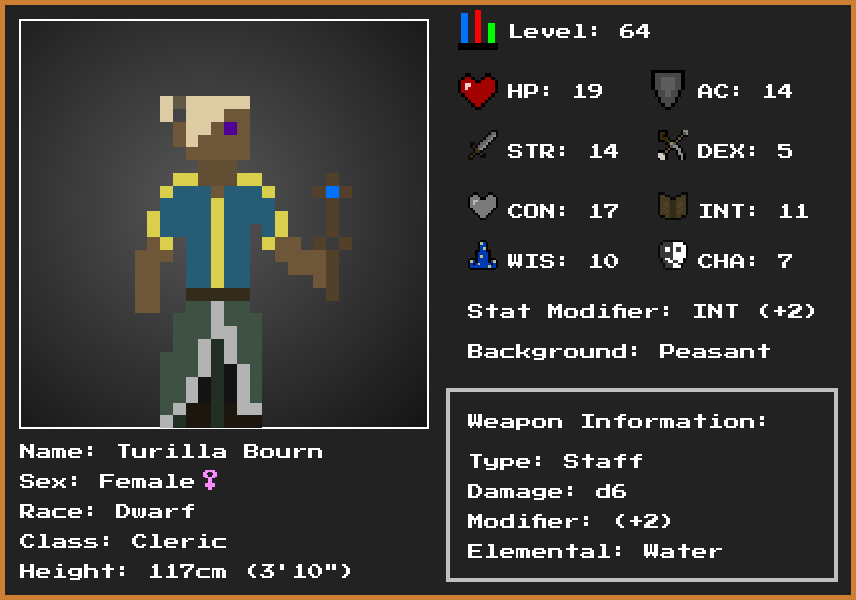 Level: 64
HP: 19
AC: 14
STR: 14
DEX: 5
CON: 17
INT: 11
WIS: 10
CHA: 7
Stat Modifier: INT (+2)
Background: Peasant
Name: Turilla Bourn
Sex: Female♀
Race: Dwarf
Class: Cleric
Height: 117cm (3'10")
Weapon Information:
Type: Staff
Damage: d6
Modifier: (+2)
Elemental: Water